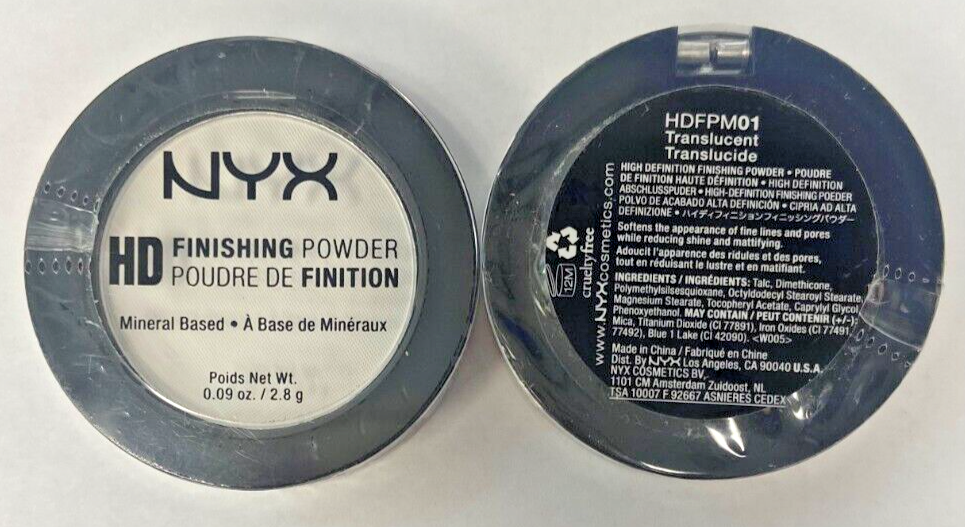 NYX
HD FINISHING POWDER
POUDRE DE FINITION
Mineral Based • À Base de Minéraux
Poids Net Wt.
0.09 oz. / 2.8 g
HDFPM01
Translucent
Translucide
HIGH DEFINITION FINISHING POWDER • POUDRE
DE FINITION HAUTE DÉFINITION • HIGH DEFINITION
ABSCHLUSSPUDER • HIGH-DEFINITION FINISHING POEDER
POLVO DE ACABADO ALTA DEFINICIÓN • CIPRIA AD ALTA
DEFINIZIONE • ハイディフィニションフィニッシングパウダー
Softens the appearance of fine lines and pores
while reducing shine and mattifying.
Adoucit l'apparence des ridules et des pores,
tout en réduisant le lustre et en matifiant.
INGREDIENTS / INGRÉDIENTS: Talc, Dimethicone,
Polymethylsilsesquioxane, Octyldodecyl Stearoyl Stearate,
Magnesium Stearate, Tocopheryl Acetate, Caprylyl Glycol
Phenoxyethanol. MAY CONTAIN / PEUT CONTENIR (+/-)
Mica, Titanium Dioxide (CI 77891), Iron Oxides (CI 77491,
77492), Blue 1 Lake (CI 42090). <W005>
Made in China / Fabriqué en Chine
Dist. By NYX Los Angeles, CA 90040 U.S.A.
NYX COSMETICS BV,
1101 CM Amsterdam Zuidoost, NL
TSA 10007 F 92667 ASNIERES CEDEX
www.NYXcosmetics.com
crueltyfree
12M